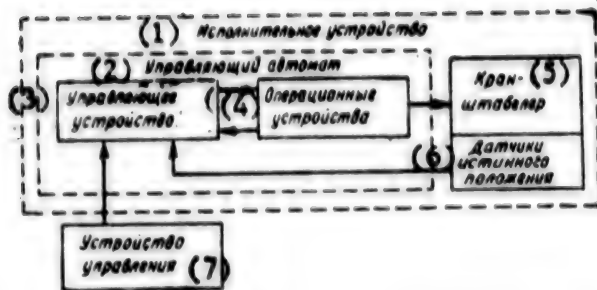 (1) Исполнительное устройство
(2) Управляющий автомат
(3)
Управляющее
устройство
(4) Операционные
устройства
Кран- (5)
штабелер
(6) Датчики
истинного
положения
Устройство
управления (7)